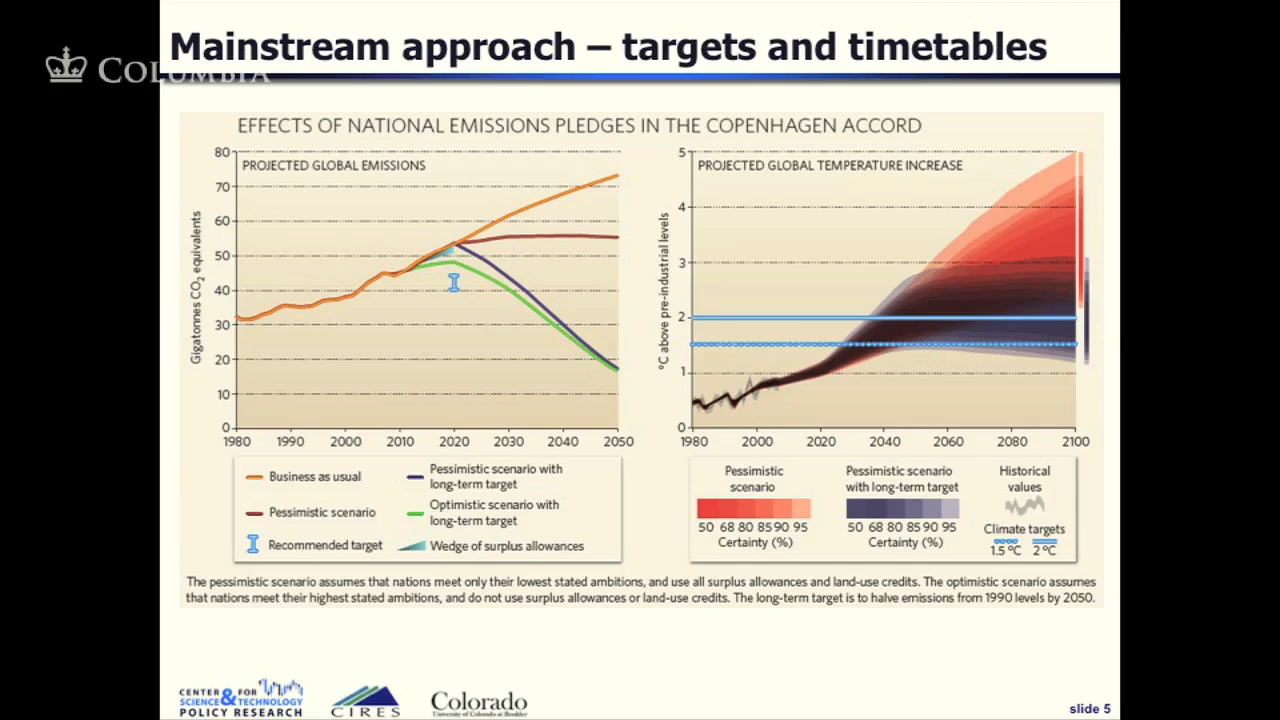 Mainstream approach – targets and timetables
COLUMBIA
EFFECTS OF NATIONAL EMISSIONS PLEDGES IN THE COPENHAGEN ACCORD
PROJECTED GLOBAL EMISSIONS
Gigatonnes CO2 equivalents
80
70
60
50
40
30
20
10
0
1980 1990 2000 2010 2020 2030 2040 2050
Business as usual
Pessimistic scenario
Recommended target
Pessimistic scenario with
long-term target
Optimistic scenario with
long-term target
Wedge of surplus allowances
PROJECTED GLOBAL TEMPERATURE INCREASE
ºC above pre-industrial levels
5
4
3
2
1
0
1980 2000 2020 2040 2060 2080 2100
Pessimistic
scenario
50 68 80 85 90 95
Certainty (%)
Pessimistic scenario
with long-term target
50 68 80 85 90 95
Certainty (%)
Historical
values
Climate targets
1.5 ºC 2 ºC
The pessimistic scenario assumes that nations meet only their lowest stated ambitions, and use all surplus allowances and land-use credits. The optimistic scenario assumes
that nations meet their highest stated ambitions, and do not use surplus allowances or land-use credits. The long-term target is to halve emissions from 1990 levels by 2050.
CENTER FOR
SCIENCE & TECHNOLOGY
POLICY RESEARCH
CIRES
Colorado
University of Colorado at Boulder
slide 5